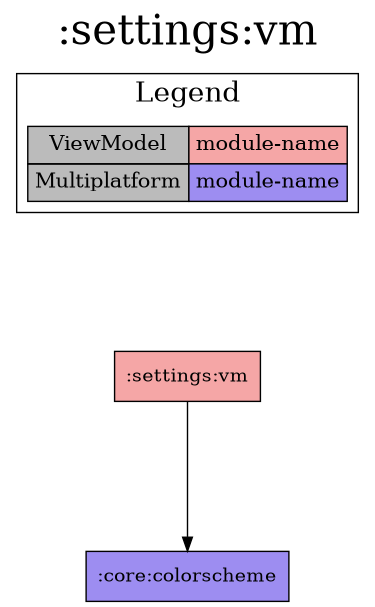 :settings:vm
Legend
ViewModel module-name
Multiplatform module-name
:settings:vm
:core:colorscheme